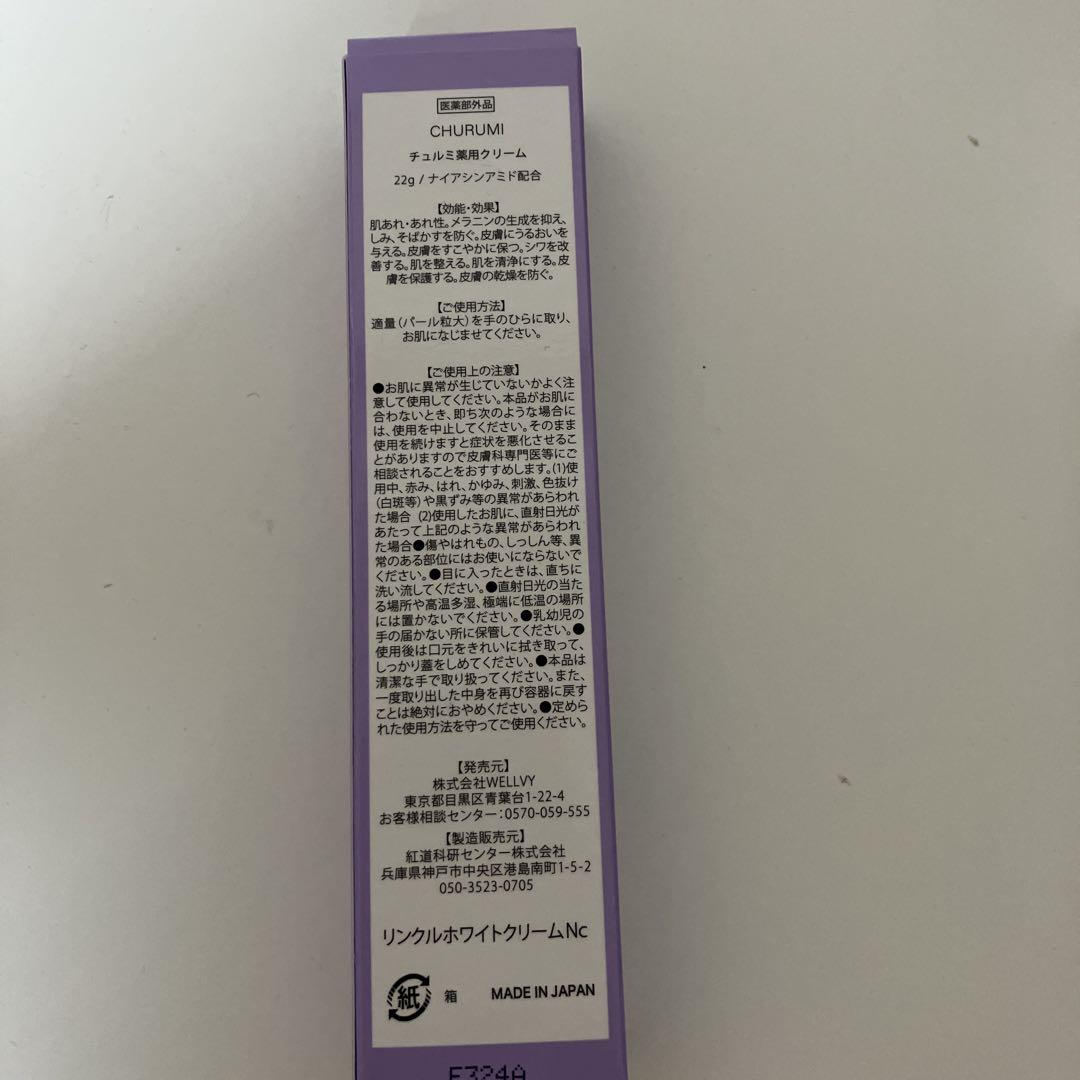 医薬部外品
CHURUMI
チュルミ薬用クリーム
22g / ナイアシンアミド配合
【効能・効果】
肌あれ・あれ性。メラニンの生成を抑え、
しみ、そばかすを防ぐ。皮膚にうるおいを
与える。皮膚をすこやかに保つ。シワを改
善する。肌を整える。肌を清浄にする。皮
膚を保護する。皮膚の乾燥を防ぐ。
【ご使用方法】
適量（パール粒大）を手のひらに取り、
お肌になじませてください。
【ご使用上の注意】
●お肌に異常が生じていないかよく注
意して使用してください。本品がお肌に
合わないとき、即ち次のような場合に
は、使用を中止してください。そのまま
使用を続けますと症状を悪化させるこ
とがありますので皮膚科専門医等にご
相談されることをおすすめします。(1)使
用中、赤み、はれ、かゆみ、刺激、色抜け
（白斑等）や黒ずみ等の異常があらわれ
た場合 (2)使用したお肌に、直射日光が
あたって上記のような異常があらわれ
た場合●傷やはれもの、しっしん等、異
常のある部位にはお使いにならないで
ください。●目に入ったときは、直ちに
洗い流してください。●直射日光の当た
る場所や高温多湿、極端に低温の場所
には置かないでください。●乳幼児の
手の届かない所に保管してください。●
使用後は口元をきれいに拭き取って、
しっかり蓋をしめてください。●本品は
清潔な手で取り扱ってください。また、
一度取り出した中身を再び容器に戻す
ことは絶対におやめください。●定めら
れた使用方法を守ってご使用ください。
【発売元】
株式会社WELLVY
東京都目黒区青葉台1-22-4
お客様相談センター：0570-059-555
【製造販売元】
紅道科研センター株式会社
兵庫県神戸市中央区港島南町1-5-2
050-3523-0705
リンクルホワイトクリームNc
紙 箱 MADE IN JAPAN
F324A